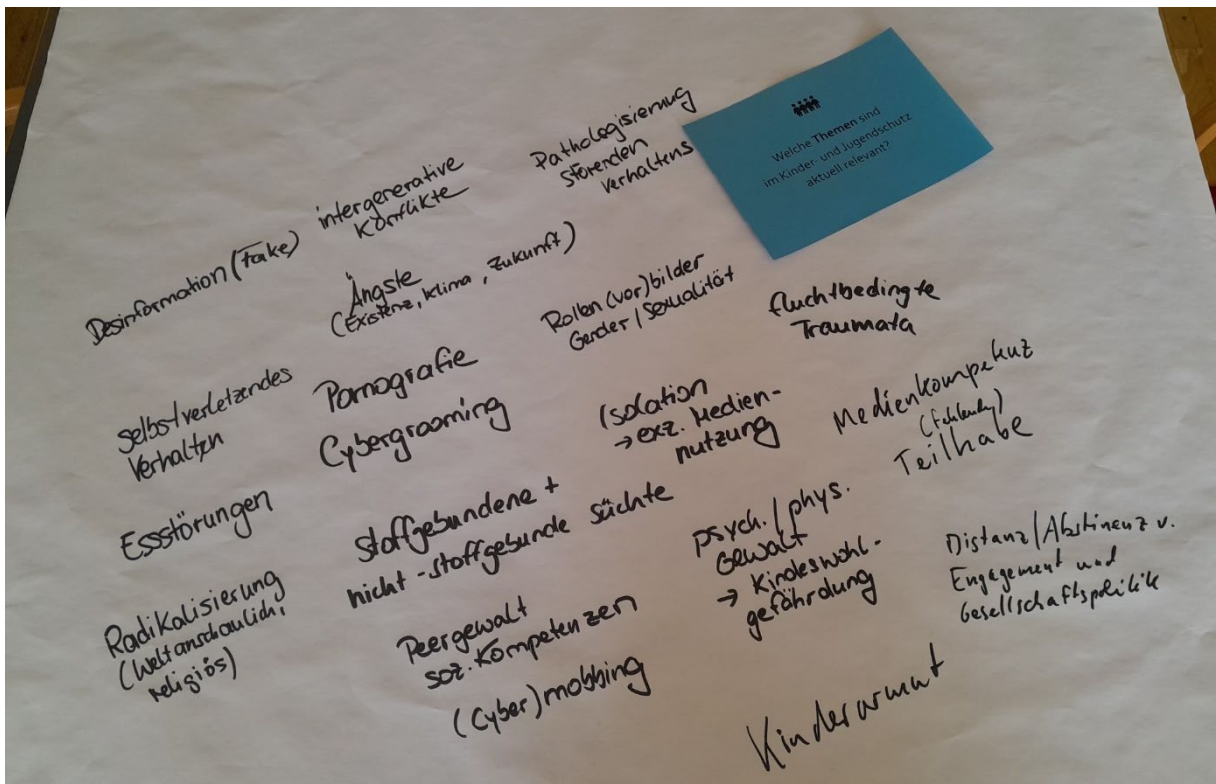 Welche Themen sind
im Kinder- und Jugendschutz
aktuell relevant?
Pathologisierung
störenden
Verhaltens
intergenerative
Konflikte
Desinformation (Fake)
Ängste
(Existenz, Klima, Zukunft)
Rollen(vor)bilder
Gender / Sexualität
fluchtbedingte
Traumata
selbstverletzendes
Verhalten
Pornografie
Cybergrooming
Isolation
→ exz. Medien-
nutzung
Medienkompetenz
(fehlende)
Teilhabe
Essstörungen
stoffgebundene +
nicht-stoffgebunde Süchte
psych. / phys.
Gewalt
→ Kindeswohl-
gefährdung
Distanz / Abstinenz v.
Engagement und
Gesellschaftspolitik
Radikalisierung
(Weltanschaulich,
religiös)
Peergewalt
soz. Kompetenzen
(Cyber)mobbing
Kinderarmut